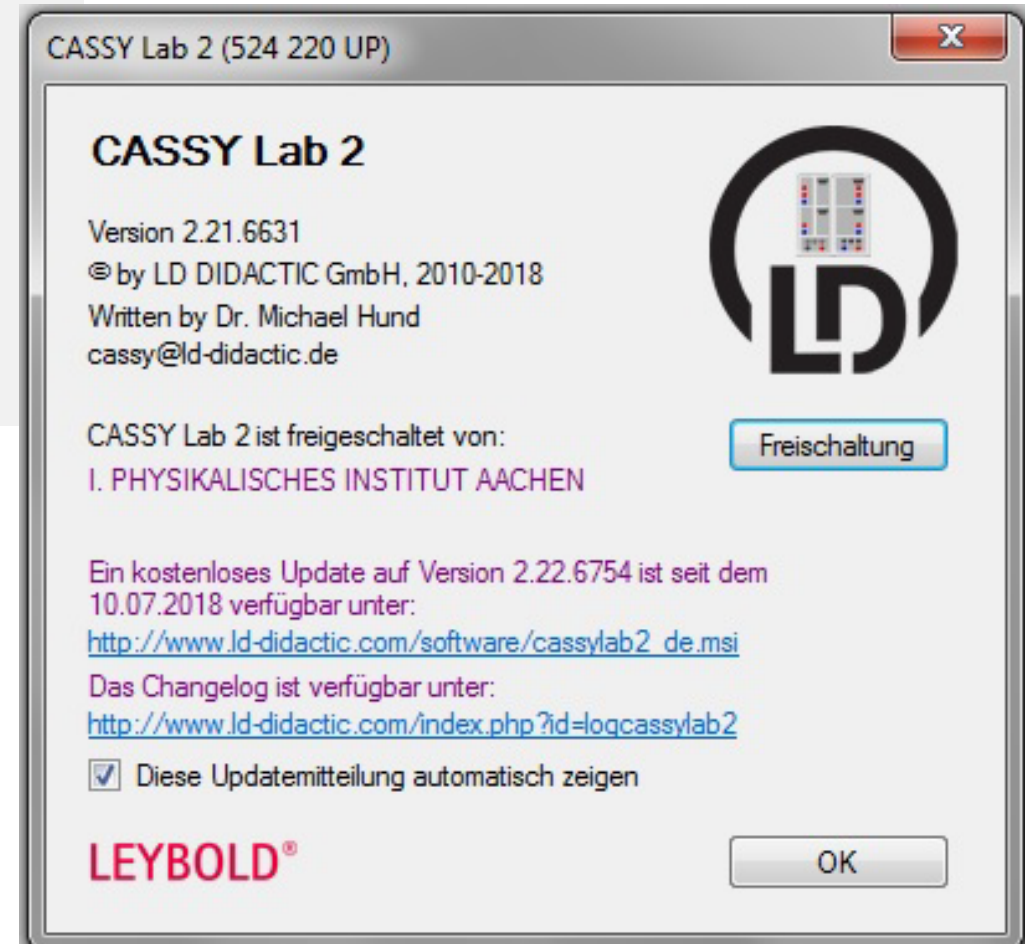 CASSY Lab 2 (524 220 UP)
CASSY Lab 2
Version 2.21.6631
© by LD DIDACTIC GmbH, 2010-2018
Written by Dr. Michael Hund
cassy@ld-didactic.de
LD
CASSY Lab 2 ist freigeschaltet von:
Freischaltung
I. PHYSIKALISCHES INSTITUT AACHEN
Ein kostenloses Update auf Version 2.22.6754 ist seit dem
10.07.2018 verfügbar unter:
http://www.ld-didactic.com/software/cassylab2_de.msi
Das Changelog ist verfügbar unter:
http://www.ld-didactic.com/index.php?id=logcassylab2
Diese Updatemitteilung automatisch zeigen
LEYBOLD®
OK